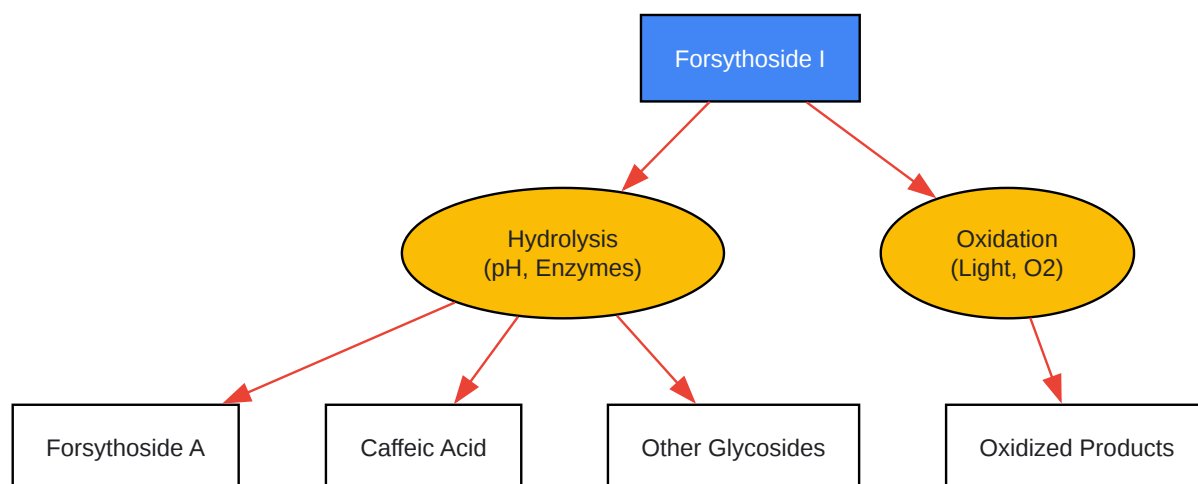 Forsythoside I
Hydrolysis
(pH, Enzymes)
Oxidation
(Light, O2)
Forsythoside A
Caffeic Acid
Other Glycosides
Oxidized Products